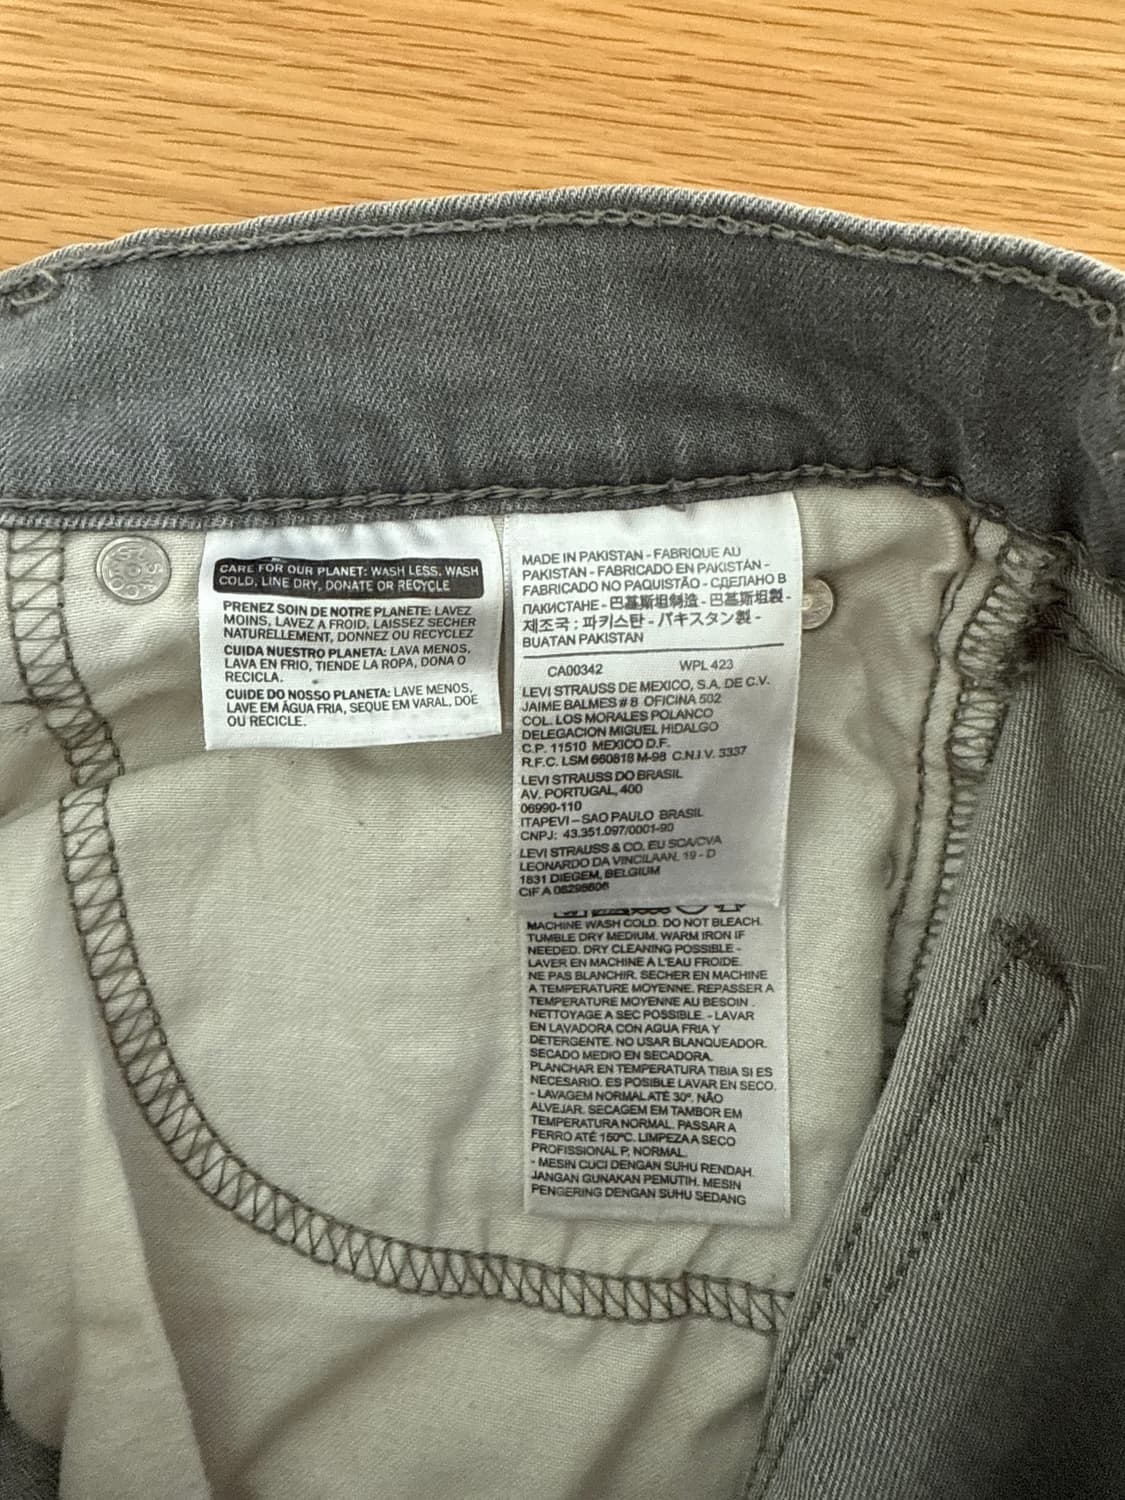 CARE FOR OUR PLANET: WASH LESS, WASH
COLD, LINE DRY, DONATE OR RECYCLE
PRENEZ SOIN DE NOTRE PLANETE: LAVEZ
MOINS, LAVEZ A FROID, LAISSEZ SECHER
NATURELLEMENT, DONNEZ OU RECYCLEZ
CUIDA NUESTRO PLANETA: LAVA MENOS,
LAVA EN FRIO, TIENDE LA ROPA, DONA O
RECICLA.
CUIDE DO NOSSO PLANETA: LAVE MENOS,
LAVE EM ÁGUA FRIA, SEQUE EM VARAL, DOE
OU RECICLE.
MADE IN PAKISTAN - FABRIQUE AU
PAKISTAN - FABRICADO EN PAKISTÁN -
FABRICADO NO PAQUISTÃO - СДЕЛАНО В
ПАКИСТАНЕ - 巴基斯坦制造 - 巴基斯坦製 -
제조국 : 파키스탄 - パキスタン製 -
BUATAN PAKISTAN
CA00342 WPL 423
LEVI STRAUSS DE MEXICO, S.A. DE C.V.
JAIME BALMES # 8 OFICINA 502
COL. LOS MORALES POLANCO
DELEGACION MIGUEL HIDALGO
C.P. 11510 MEXICO D.F.
R.F.C. LSM 660818 M-98 C.N.I.V. 3337
LEVI STRAUSS DO BRASIL
AV. PORTUGAL, 400
06990-110
ITAPEVI – SAO PAULO BRASIL
CNPJ: 43.351.097/0001-90
LEVI STRAUSS & CO. EU SCA/CVA
LEONARDO DA VINCILAAN, 19 - D
1831 DIEGEM, BELGIUM
CIF A 08298606
MACHINE WASH COLD. DO NOT BLEACH.
TUMBLE DRY MEDIUM. WARM IRON IF
NEEDED. DRY CLEANING POSSIBLE -
LAVER EN MACHINE A L'EAU FROIDE.
NE PAS BLANCHIR. SECHER EN MACHINE
A TEMPERATURE MOYENNE. REPASSER A
TEMPERATURE MOYENNE AU BESOIN .
NETTOYAGE A SEC POSSIBLE. - LAVAR
EN LAVADORA CON AGUA FRIA Y
DETERGENTE. NO USAR BLANQUEADOR.
SECADO MEDIO EN SECADORA.
PLANCHAR EN TEMPERATURA TIBIA SI ES
NECESARIO. ES POSIBLE LAVAR EN SECO.
- LAVAGEM NORMAL ATÉ 30º. NÃO
ALVEJAR. SECAGEM EM TAMBOR EM
TEMPERATURA NORMAL. PASSAR A
FERRO ATÉ 150ºC. LIMPEZA A SECO
PROFISSIONAL P, NORMAL.
- MESIN CUCI DENGAN SUHU RENDAH.
JANGAN GUNAKAN PEMUTIH. MESIN
PENGERING DENGAN SUHU SEDANG